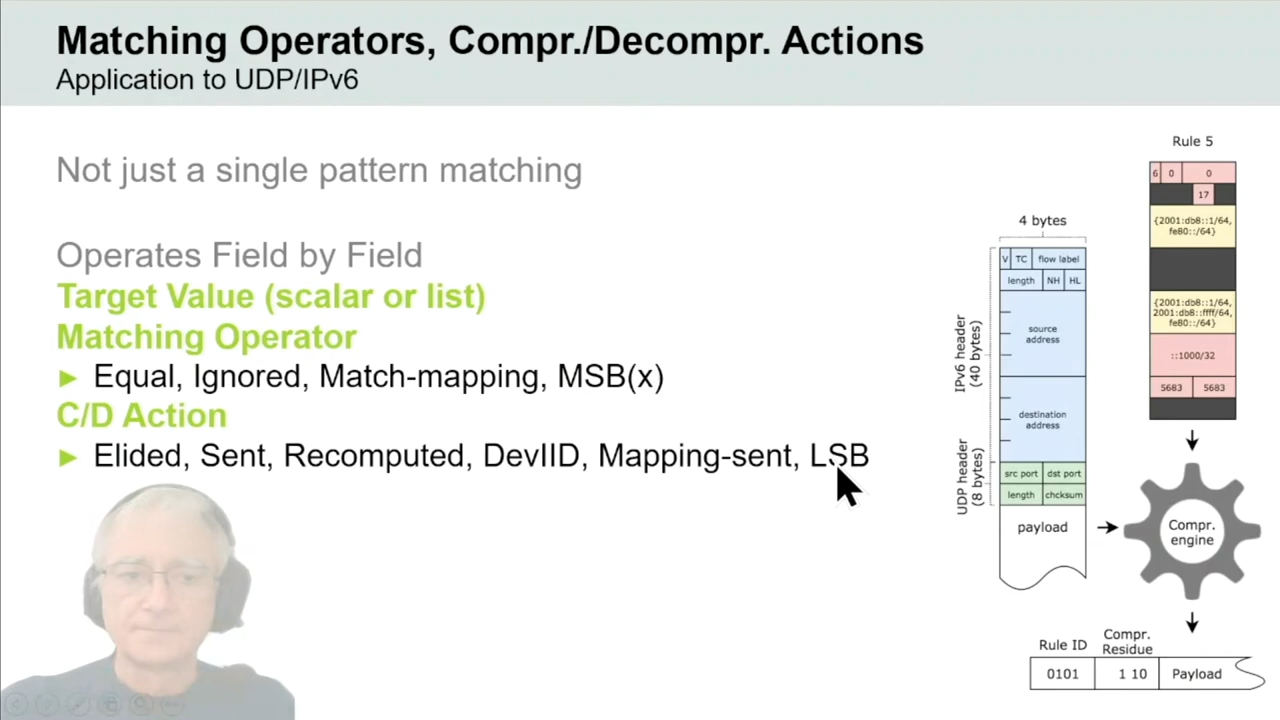 Matching Operators, Compr./Decompr. Actions
Application to UDP/IPv6
Not just a single pattern matching
Operates Field by Field
Target Value (scalar or list)
Matching Operator
► Equal, Ignored, Match-mapping, MSB(x)
C/D Action
► Elided, Sent, Recomputed, DevIID, Mapping-sent, LSB
4 bytes
IPv6 header
(40 bytes)
UDP header
(8 bytes)
V TC flow label
length NH HL
source
address
destination
address
src port dst port
length chcksum
payload
Rule 5
6 0 0
17
{2001:db8::1/64,
fe80::/64}
{2001:db8::1/64,
2001:db8::ffff/64,
fe80::/64}
::1000/32
5683 5683
Compr.
engine
Rule ID
Compr.
Residue
0101 1 10 Payload